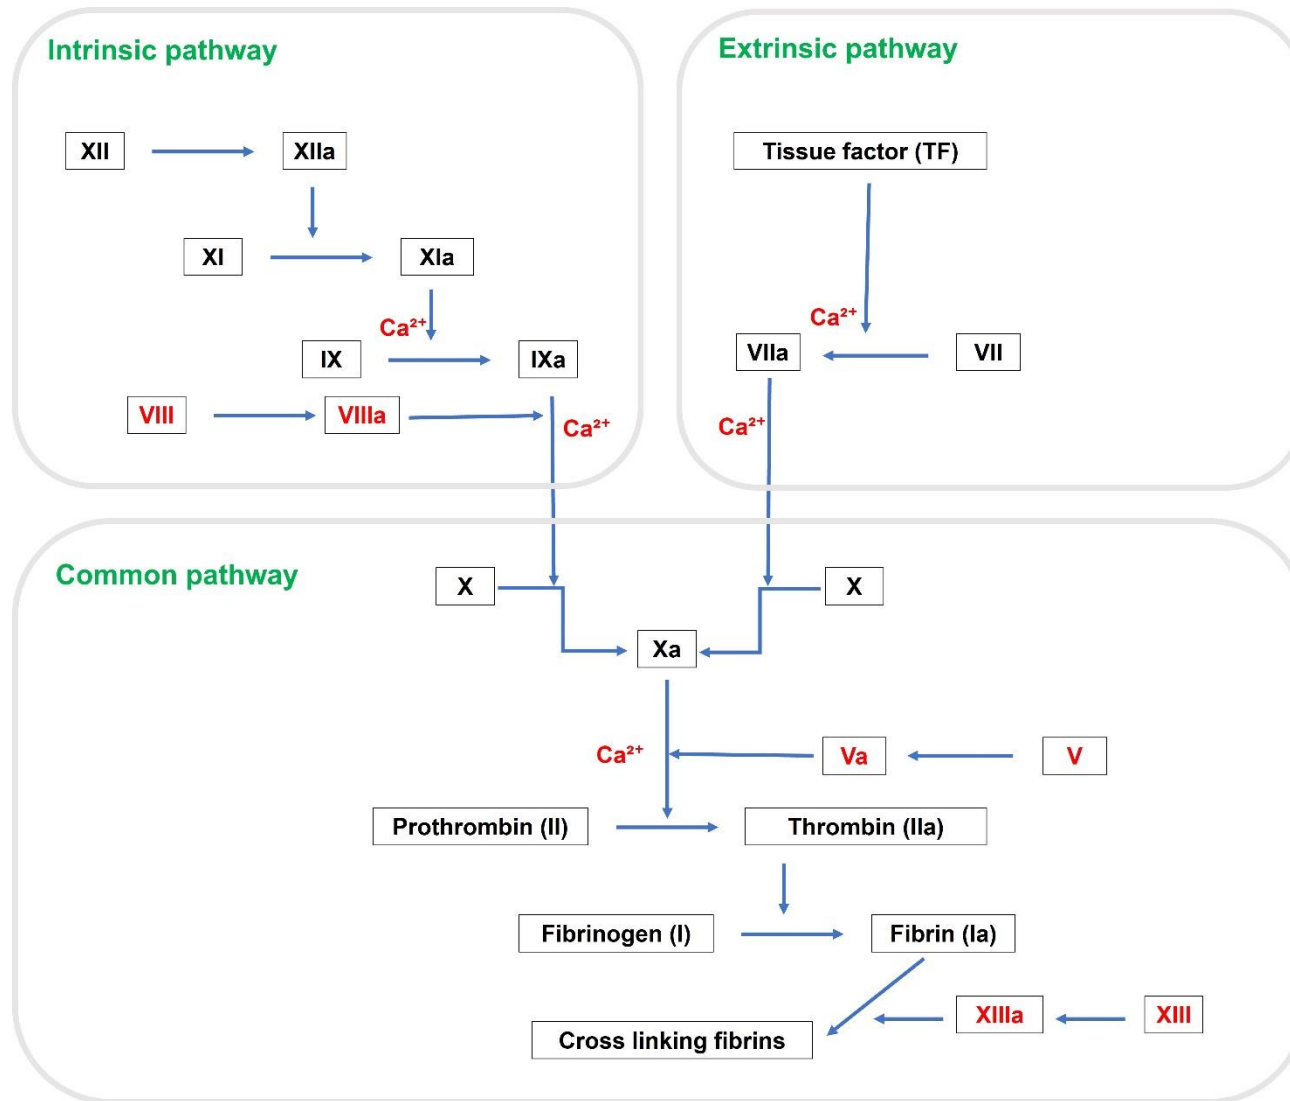 Intrinsic pathway
Extrinsic pathway
XII
XIIa
Tissue factor (TF)
XI
XIa
Ca²⁺
Ca²⁺
IX
IXa
VIIa
VII
VIII
VIIIa
Ca²⁺
Ca²⁺
Common pathway
X
X
Xa
Ca²⁺
Va
V
Prothrombin (II)
Thrombin (IIa)
Fibrinogen (I)
Fibrin (Ia)
XIIIa
XIII
Cross linking fibrins